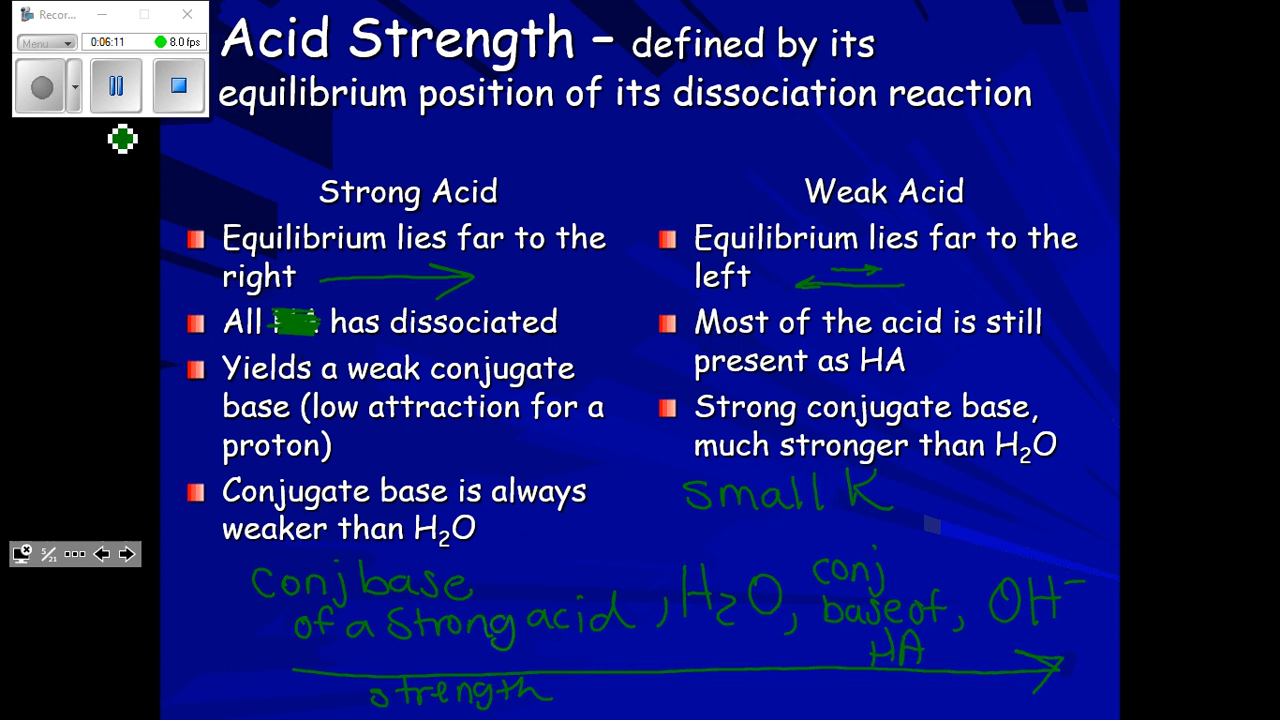 Recor...
Menu
0:06:11
8.0 fps
Acid Strength – defined by its
equilibrium position of its dissociation reaction
Strong Acid
Equilibrium lies far to the
right
All has dissociated
Yields a weak conjugate
base (low attraction for a
proton)
Conjugate base is always
weaker than H₂O
Weak Acid
Equilibrium lies far to the
left
Most of the acid is still
present as HA
Strong conjugate base,
much stronger than H₂O
small K
5/21
conj base
of a strong acid, H₂O, conj
base of, OH⁻
HA
strength